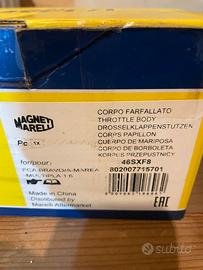 MAGNETI
MARELLI
Pc 1X
CORPO FARFALLATO
THROTTLE BODY
DROSSELKLAPPENSTUTZEN
CORPS PAPILLON
CUERPO DE MARIPOSA
CORPO DE BORBOLETA
KORPUS PRZEPUSTNICY
for/pour:
46SXF8
802007715701
FCA BRAVO/A-MAREA
MULTIPLA 1.6
Made in China
Distributed by
Marelli Aftermarket
EAC
subito